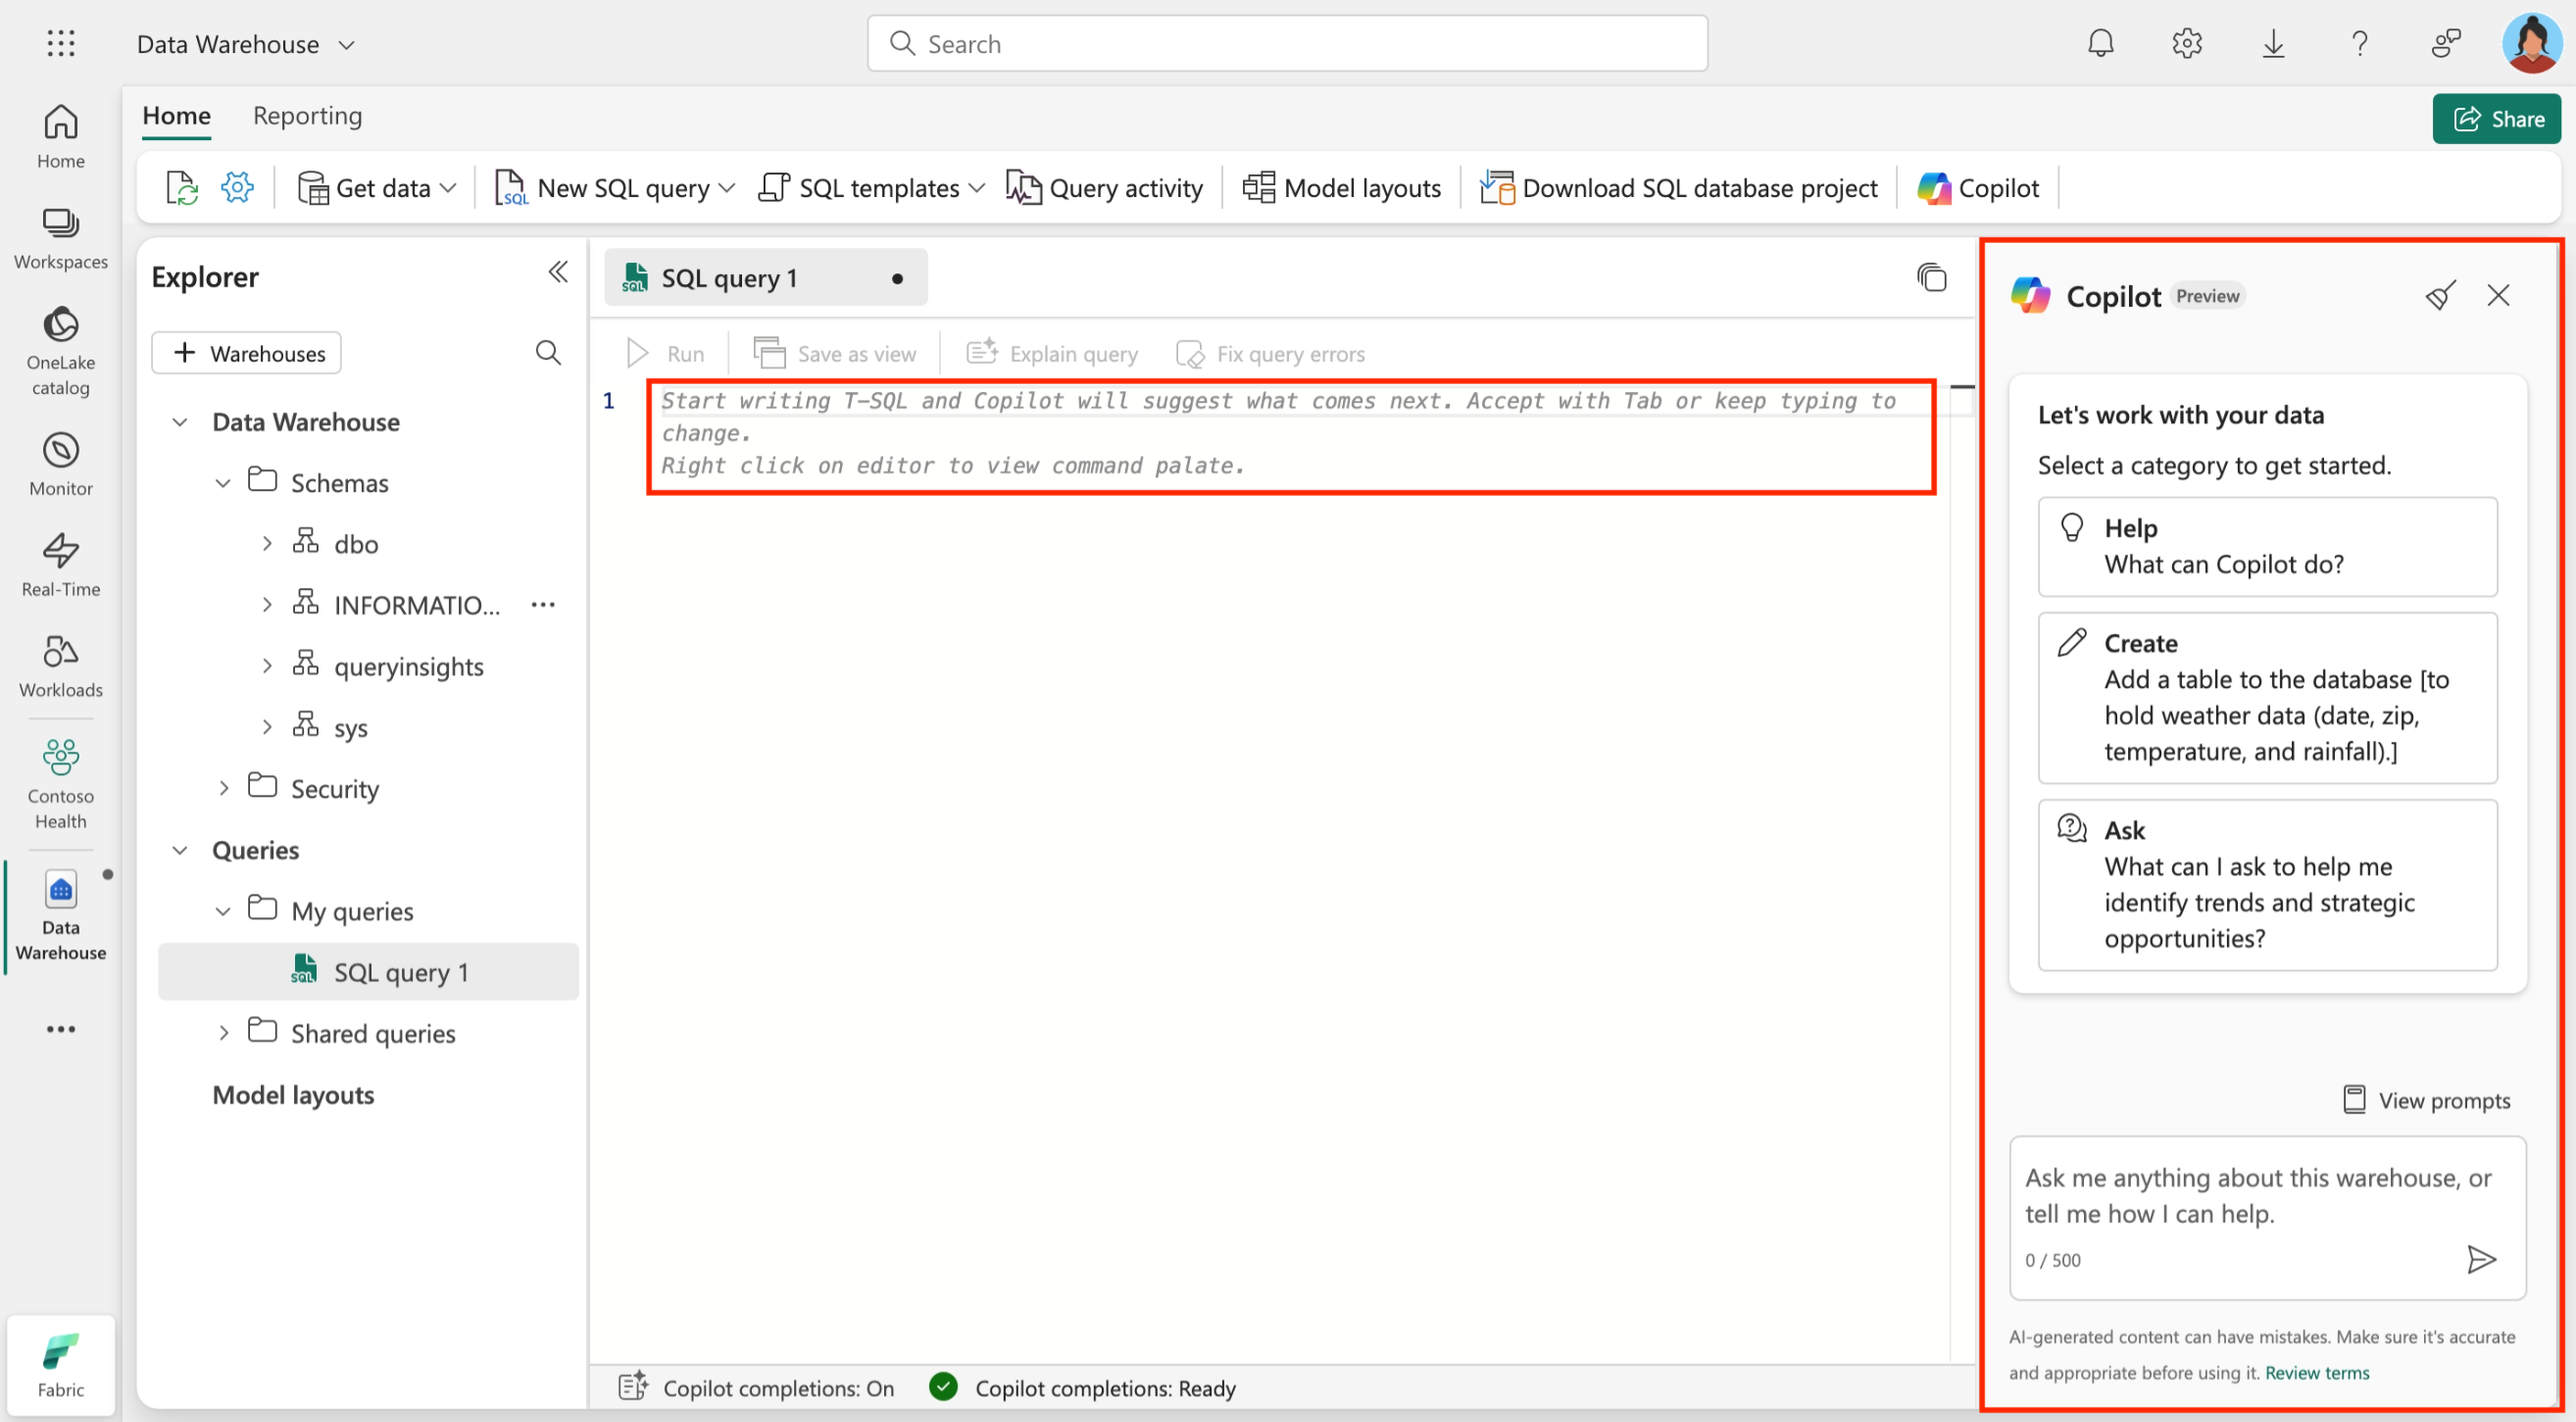 Data Warehouse
Search
Home
Workspaces
OneLake
catalog
Monitor
Real-Time
Workloads
Contoso
Health
Data
Warehouse
Fabric
Home
Reporting
Share
Get data
SQL
New SQL query
SQL templates
Query activity
Model layouts
Download SQL database project
Copilot
Explorer
Warehouses
Data Warehouse
Schemas
dbo
INFORMATIO...
queryinsights
sys
Security
Queries
My queries
SQL
SQL query 1
Shared queries
Model layouts
SQL
SQL query 1
Run
Save as view
Explain query
Fix query errors
1
Start writing T-SQL and Copilot will suggest what comes next. Accept with Tab or keep typing to
change.
Right click on editor to view command palate.
Copilot completions: On
Copilot completions: Ready
Copilot
Preview
Let's work with your data
Select a category to get started.
Help
What can Copilot do?
Create
Add a table to the database [to
hold weather data (date, zip,
temperature, and rainfall).]
Ask
What can I ask to help me
identify trends and strategic
opportunities?
View prompts
Ask me anything about this warehouse, or
tell me how I can help.
0 / 500
AI-generated content can have mistakes. Make sure it's accurate
and appropriate before using it. Review terms